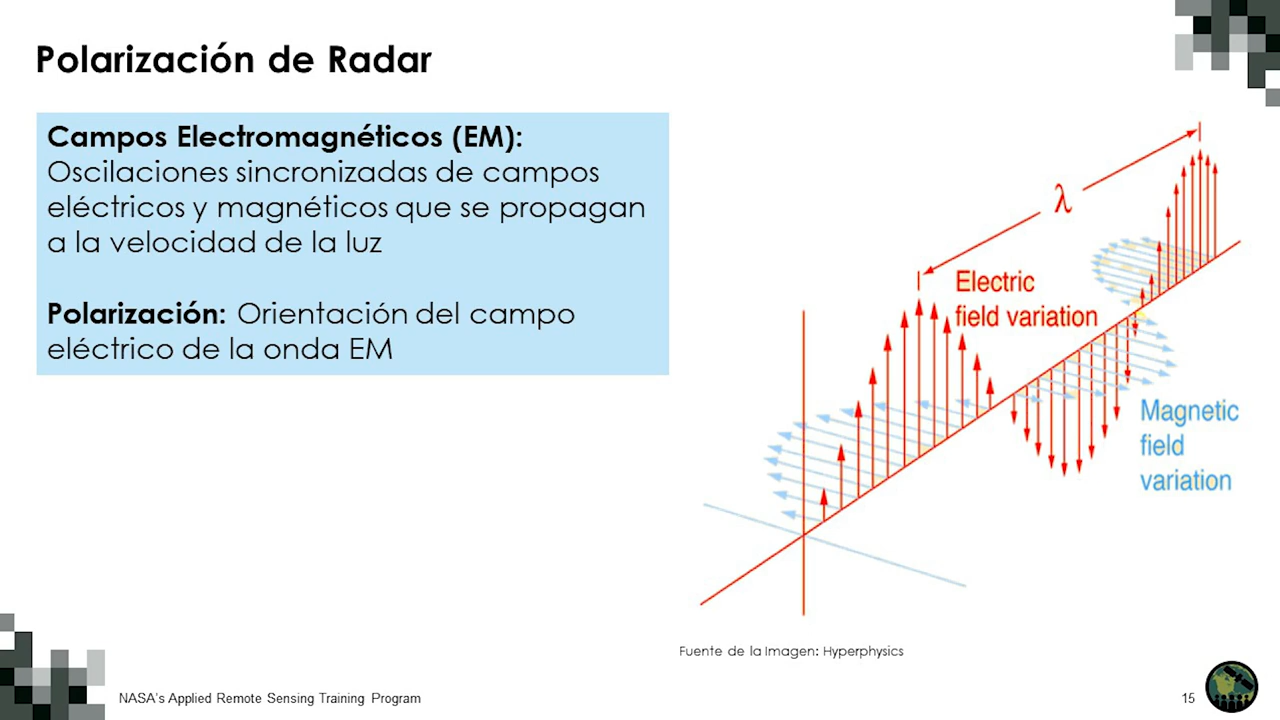 Polarización de Radar
Campos Electromagnéticos (EM):
Oscilaciones sincronizadas de campos
eléctricos y magnéticos que se propagan
a la velocidad de la luz
Polarización: Orientación del campo
eléctrico de la onda EM
λ
Electric
field variation
Magnetic
field
variation
Fuente de la Imagen: Hyperphysics
NASA's Applied Remote Sensing Training Program
15